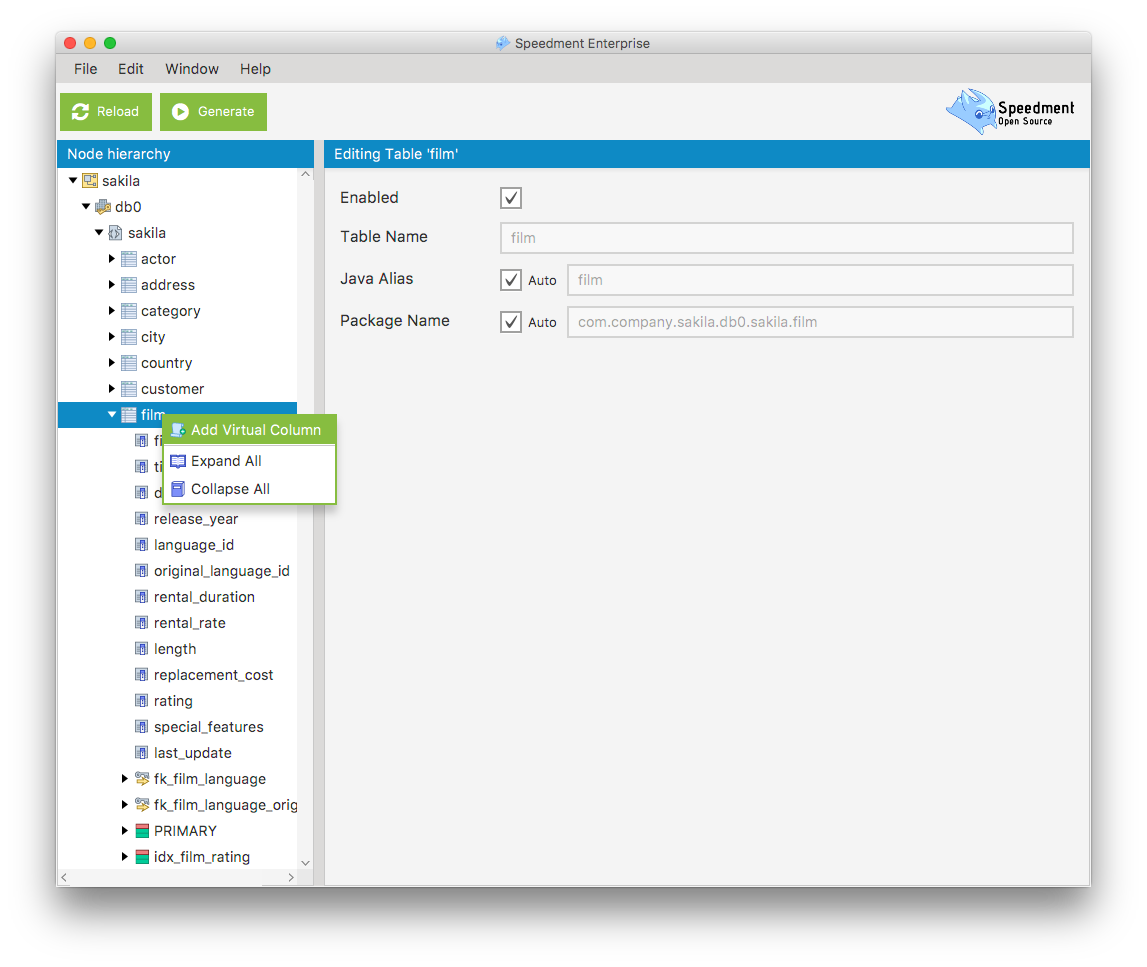 Speedment Enterprise
File Edit Window Help
Reload Generate
Speedment
Open Source
Node hierarchy
Editing Table 'film'
sakila
db0
sakila
actor
address
category
city
country
customer
film
Add Virtual Column
Expand All
Collapse All
release_year
language_id
original_language_id
rental_duration
rental_rate
length
replacement_cost
rating
special_features
last_update
fk_film_language
fk_film_language_orig
PRIMARY
idx_film_rating
Enabled
Table Name film
Java Alias Auto film
Package Name Auto com.company.sakila.db0.sakila.film